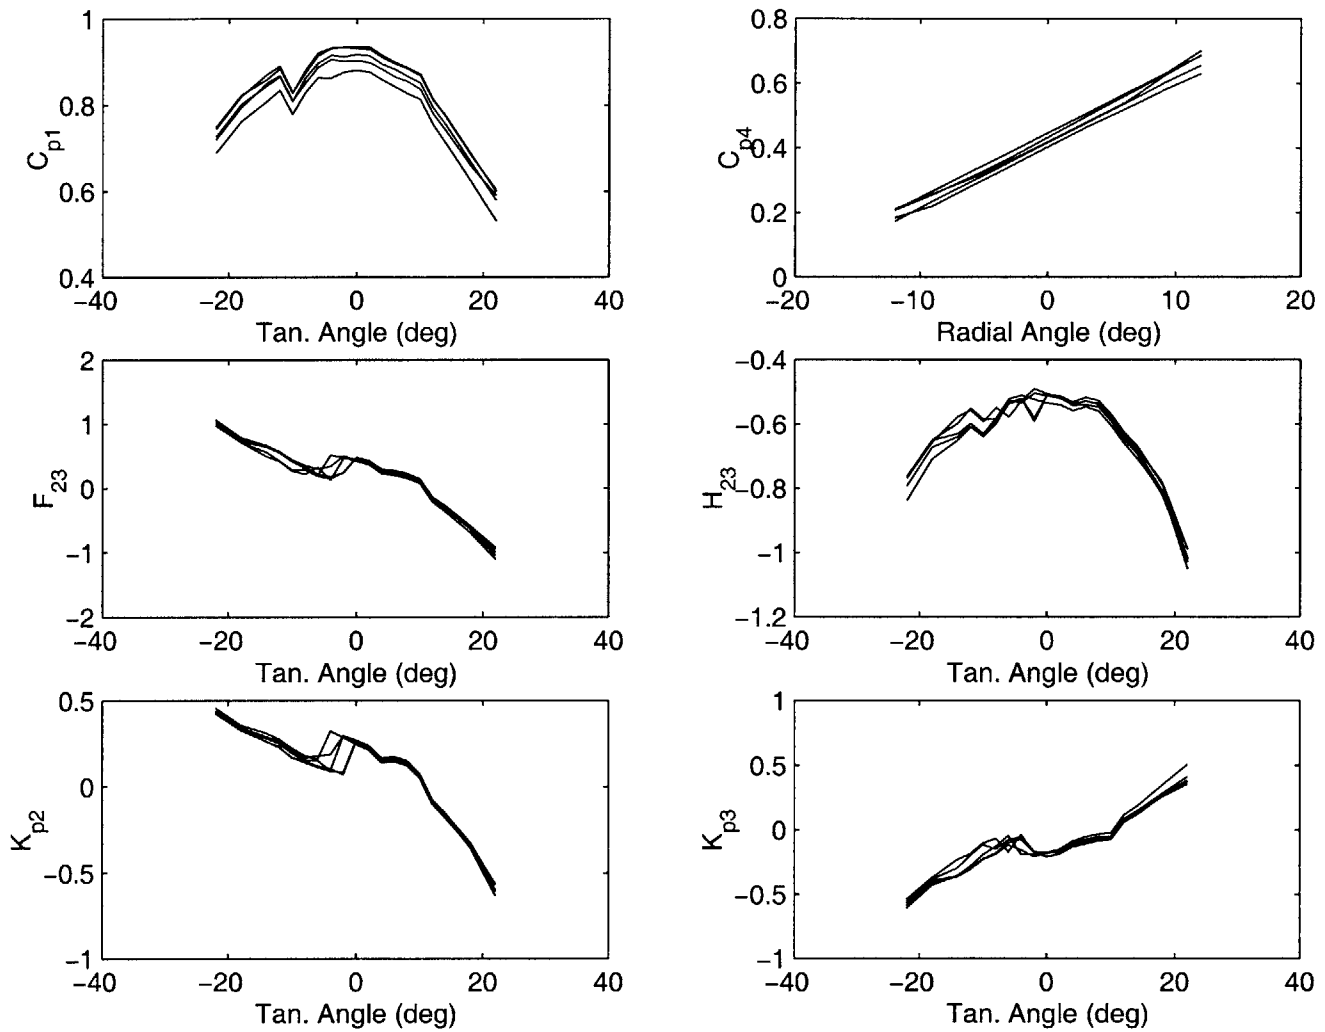 1
0.8
0.6
0.4
C_p1
−40 −20 0 20 40
Tan. Angle (deg)
0.8
0.6
0.4
0.2
0
C_p4
−20 −10 0 10 20
Radial Angle (deg)
2
1
0
−1
−2
F_23
−40 −20 0 20 40
Tan. Angle (deg)
−0.4
−0.6
−0.8
−1
−1.2
H_23
−40 −20 0 20 40
Tan. Angle (deg)
0.5
0
−0.5
−1
K_p2
−40 −20 0 20 40
Tan. Angle (deg)
1
0.5
0
−0.5
−1
K_p3
−40 −20 0 20 40
Tan. Angle (deg)